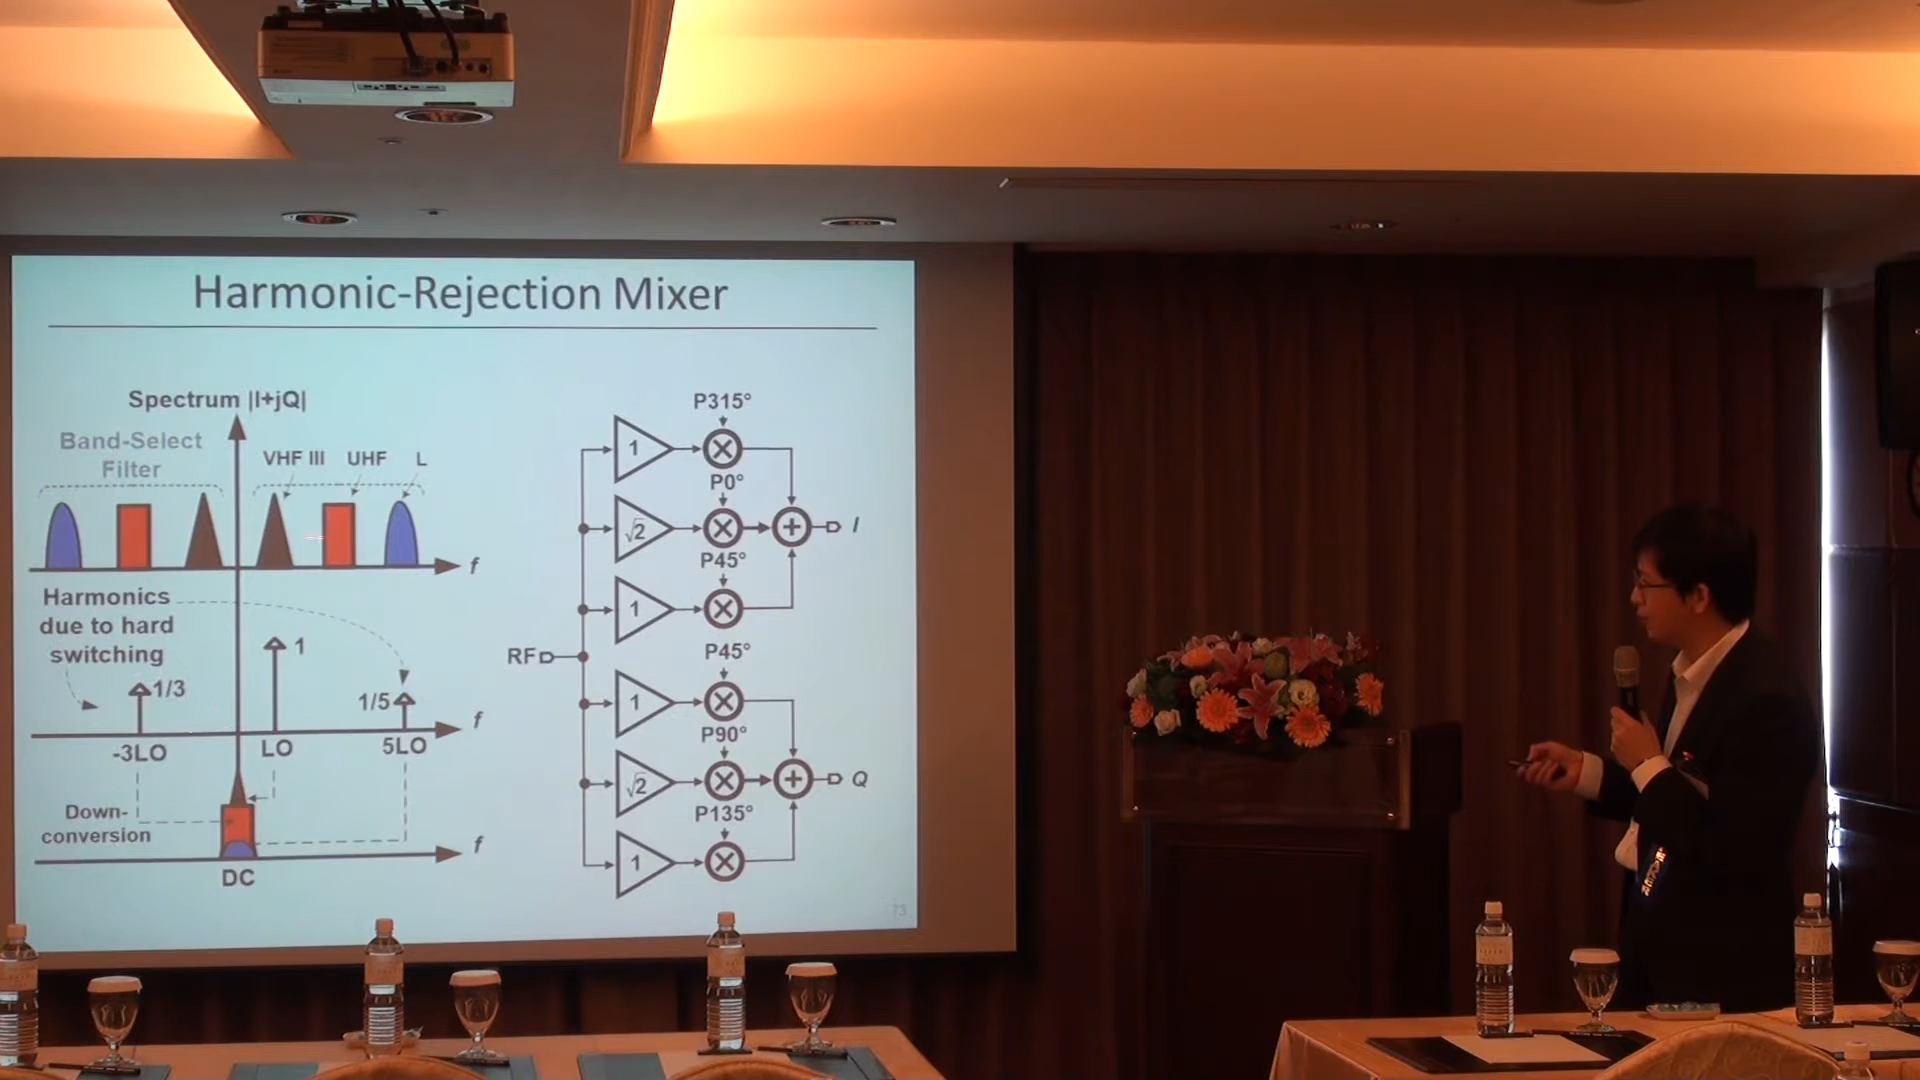 Harmonic-Rejection Mixer
Spectrum |I+jQ|
Band-Select
Filter
VHF III
UHF
L
f
Harmonics
due to hard
switching
1
1/3
1/5
f
-3LO
LO
5LO
Down-
conversion
f
DC
P315°
1
P0°
√2
I
P45°
1
RF
P45°
1
P90°
√2
Q
P135°
1
73